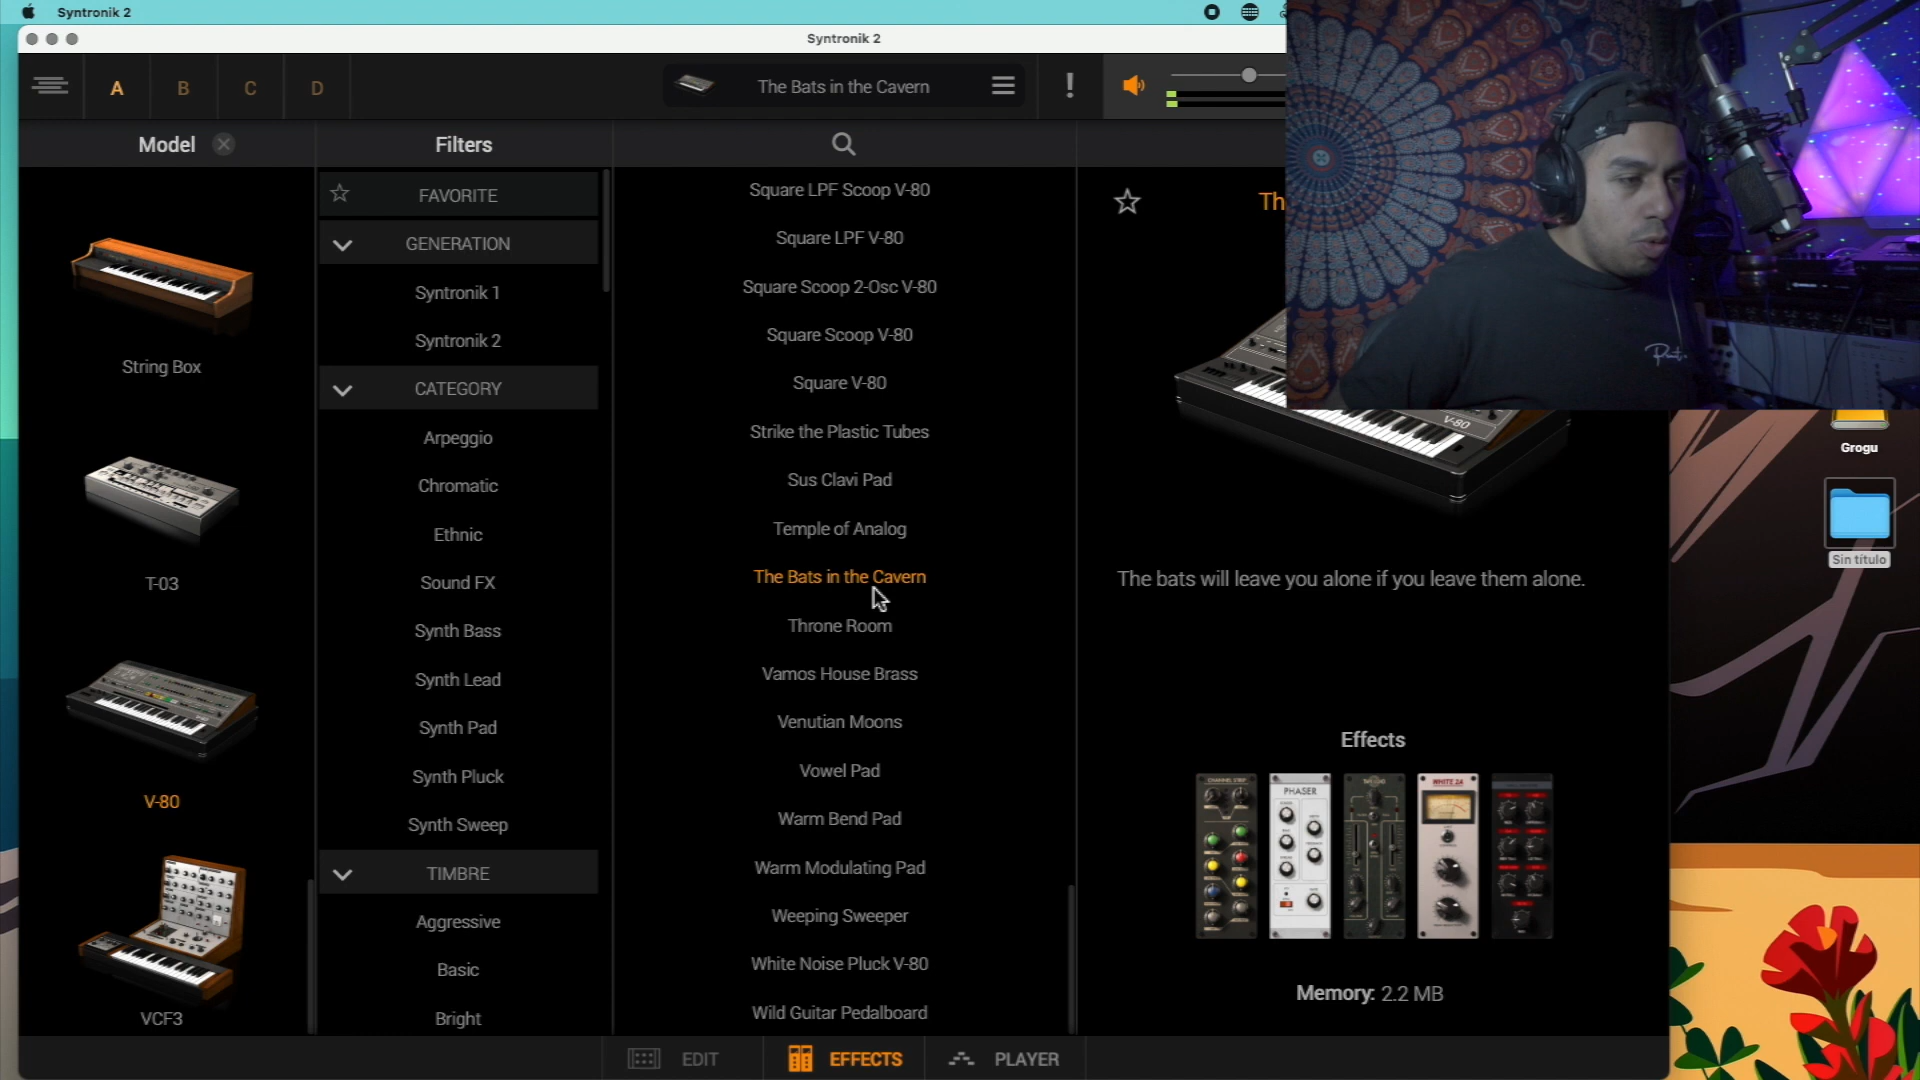 Syntronik 2
Syntronik 2
A
B
C
D
The Bats in the Cavern
Model
Filters
String Box
T-03
V-80
VCF3
FAVORITE
GENERATION
Syntronik 1
Syntronik 2
CATEGORY
Arpeggio
Chromatic
Ethnic
Sound FX
Synth Bass
Synth Lead
Synth Pad
Synth Pluck
Synth Sweep
TIMBRE
Aggressive
Basic
Bright
Square LPF Scoop V-80
Square LPF V-80
Square Scoop 2-Osc V-80
Square Scoop V-80
Square V-80
Strike the Plastic Tubes
Sus Clavi Pad
Temple of Analog
The Bats in the Cavern
Throne Room
Vamos House Brass
Venutian Moons
Vowel Pad
Warm Bend Pad
Warm Modulating Pad
Weeping Sweeper
White Noise Pluck V-80
Wild Guitar Pedalboard
Th
V-80
The bats will leave you alone if you leave them alone.
Effects
CHANNEL STRIP
PHASER
WHITE 2A
Memory: 2.2 MB
EDIT
EFFECTS
PLAYER
Grogu
Sin título